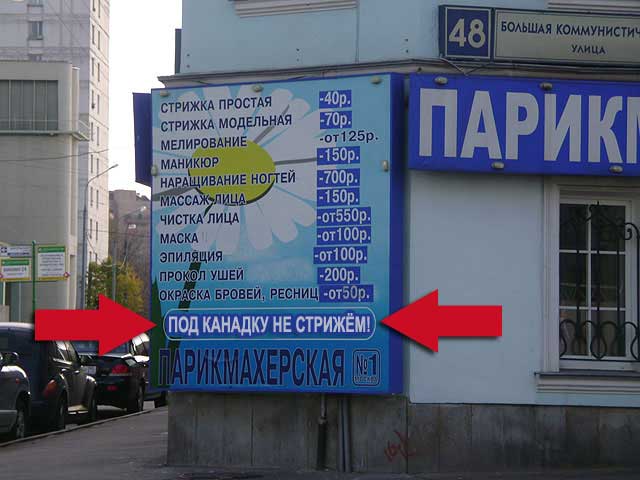 48
БОЛЬШАЯ КОММУНИСТИЧ
УЛИЦА
ПАРИКМ
СТРИЖКА ПРОСТАЯ -40р.
СТРИЖКА МОДЕЛЬНАЯ -70р.
МЕЛИРОВАНИЕ -от125р.
МАНИКЮР -150р.
НАРАЩИВАНИЕ НОГТЕЙ -700р.
МАССАЖ ЛИЦА -150р.
ЧИСТКА ЛИЦА -от550р.
МАСКА -от100р.
ЭПИЛЯЦИЯ -от100р.
ПРОКОЛ УШЕЙ -200р.
ОКРАСКА БРОВЕЙ, РЕСНИЦ -от50р.
ПОД КАНАДКУ НЕ СТРИЖЁМ!
ПАРИКМАХЕРСКАЯ №1